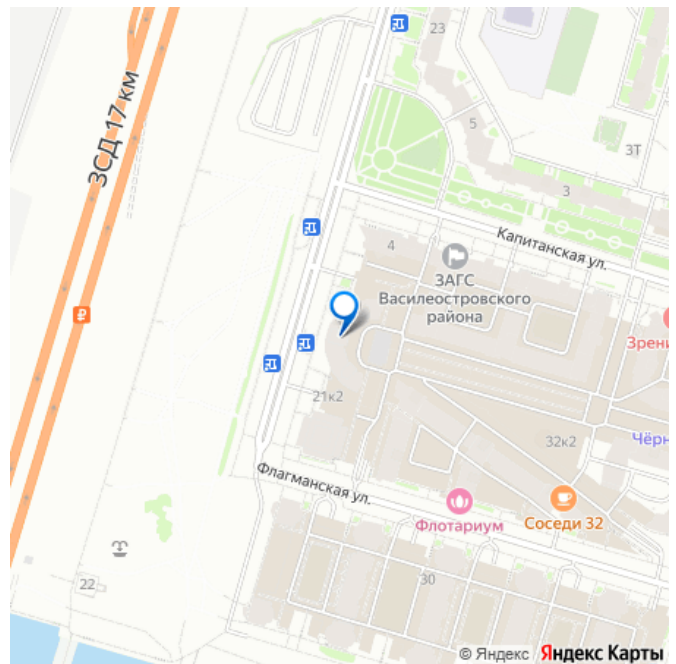 23
ЗСД 17 км
5
3Т
3
Капитанская ул.
4
ЗАГС
Василеостровского
района
Зрени
21к2
32к2
Чёрн
Флагманская ул.
Флотариум
Соседи 32
30
22
© Яндекс Яндекс Карты